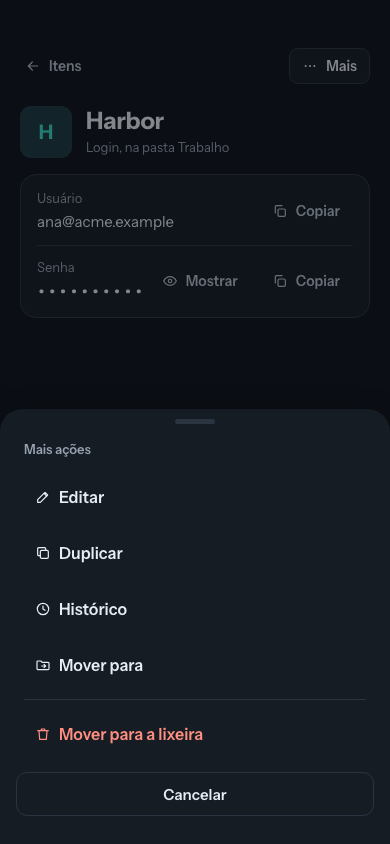 Itens
Mais
H
Harbor
Login, na pasta Trabalho
Usuário
ana@acme.example
Copiar
Senha
••••••••••
Mostrar
Copiar
Mais ações
Editar
Duplicar
Histórico
Mover para
Mover para a lixeira
Cancelar